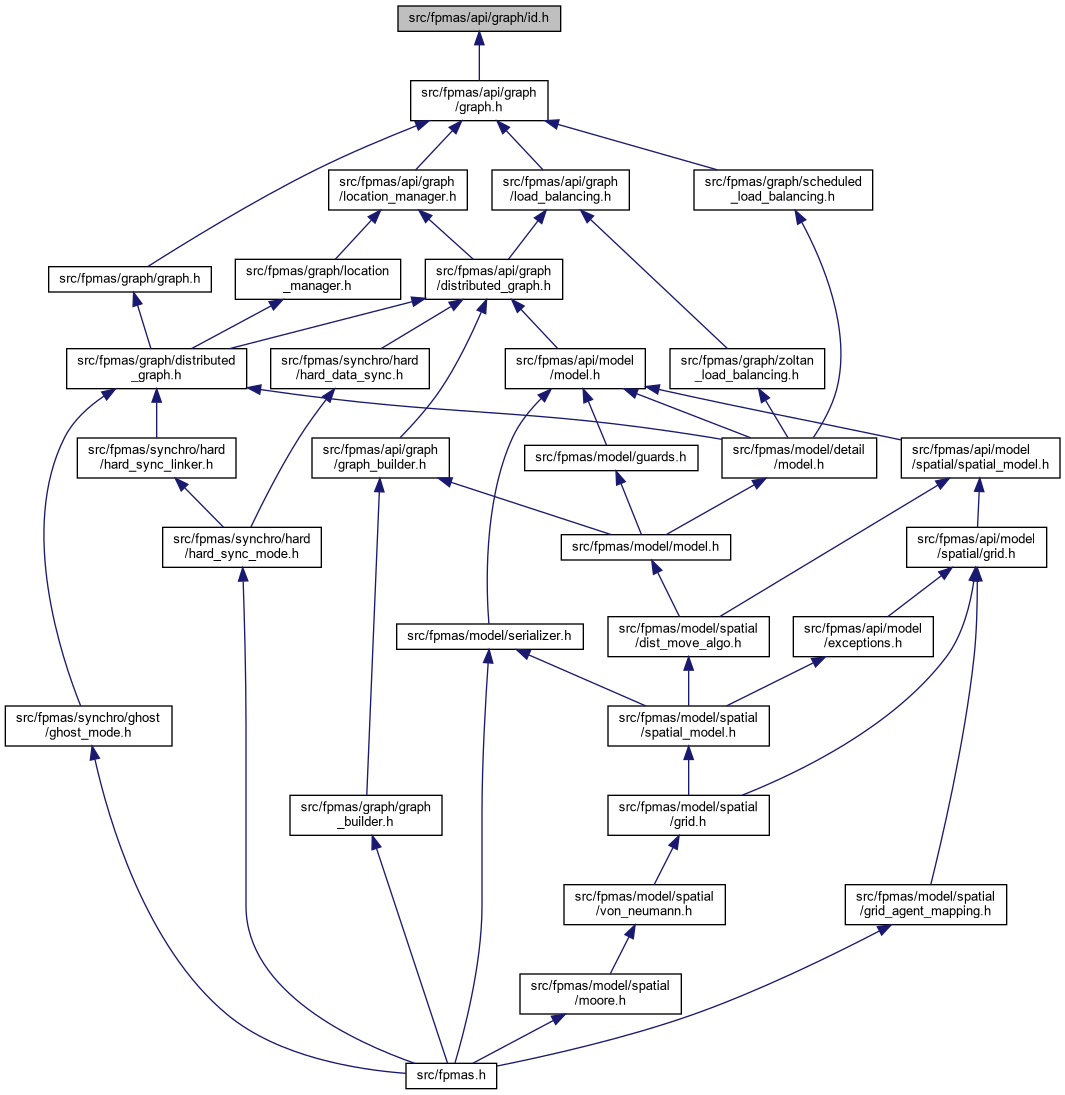 src/fpmas/api/graph/id.h
src/fpmas/api/graph
/graph.h
src/fpmas/api/graph
/location_manager.h
src/fpmas/api/graph
/load_balancing.h
src/fpmas/graph/scheduled
_load_balancing.h
src/fpmas/graph/graph.h
src/fpmas/graph/location
_manager.h
src/fpmas/api/graph
/distributed_graph.h
src/fpmas/graph/distributed
_graph.h
src/fpmas/synchro/hard
/hard_data_sync.h
src/fpmas/api/model
/model.h
src/fpmas/graph/zoltan
_load_balancing.h
src/fpmas/synchro/hard
/hard_sync_linker.h
src/fpmas/api/graph
/graph_builder.h
src/fpmas/model/guards.h
src/fpmas/model/detail
/model.h
src/fpmas/api/model
/spatial/spatial_model.h
src/fpmas/synchro/hard
/hard_sync_mode.h
src/fpmas/model/model.h
src/fpmas/api/model
/spatial/grid.h
src/fpmas/model/serializer.h
src/fpmas/model/spatial
/dist_move_algo.h
src/fpmas/api/model
/exceptions.h
src/fpmas/synchro/ghost
/ghost_mode.h
src/fpmas/model/spatial
/spatial_model.h
src/fpmas/graph/graph
_builder.h
src/fpmas/model/spatial
/grid.h
src/fpmas/model/spatial
/von_neumann.h
src/fpmas/model/spatial
/grid_agent_mapping.h
src/fpmas/model/spatial
/moore.h
src/fpmas.h